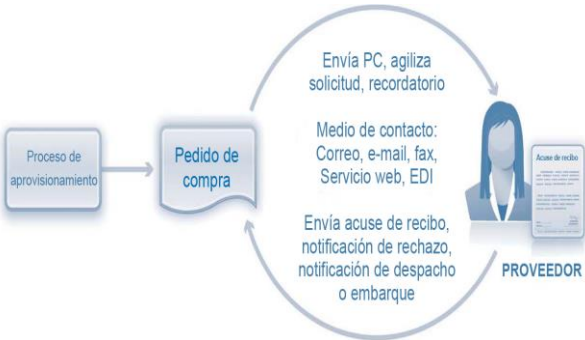 Proceso de
aprovisionamiento
Pedido de
compra
Envía PC, agiliza
solicitud, recordatorio
Medio de contacto:
Correo, e-mail, fax,
Servicio web, EDI
Envía acuse de recibo,
notificación de rechazo,
notificación de despacho
o embarque
Acuse de recibo
PROVEEDOR